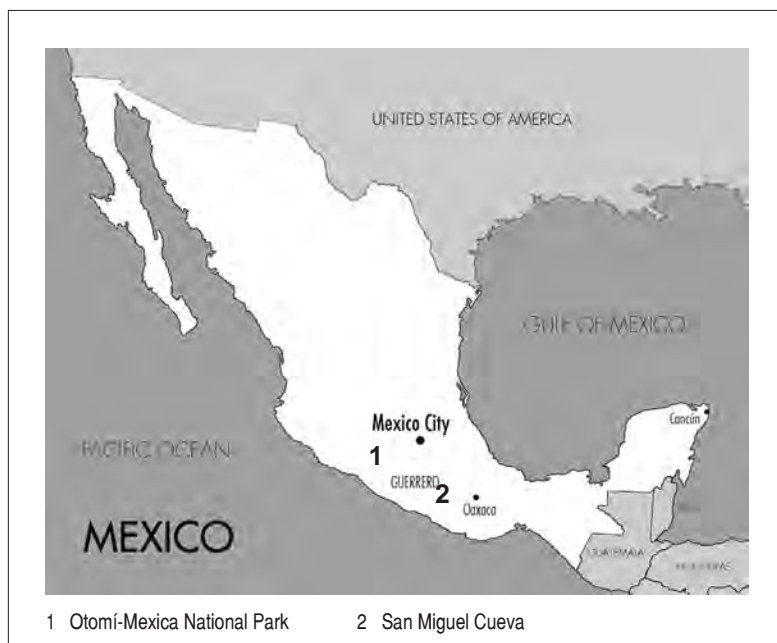 UNITED STATES OF AMERICA
GULF OF MEXICO
Mexico City
Cancún
PACIFIC OCEAN
1
GUERRERO
2
Oaxaca
MEXICO
GUATEMALA
HONDURAS
1 Otomí-Mexica National Park 2 San Miguel Cueva